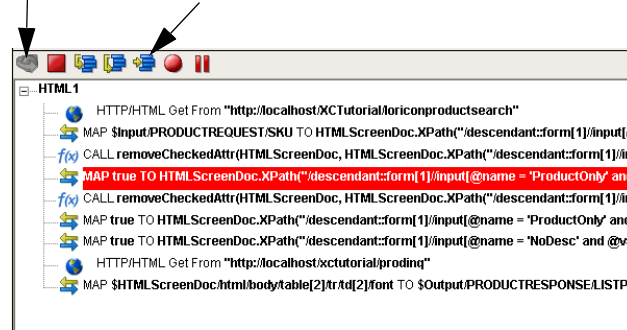 HTML1
HTTP/HTML Get From "http://localhost/XCTutorial/loriconproductsearch"
MAP $Input/PRODUCTREQUEST/SKU TO HTMLScreenDoc.XPath("/descendant::form[1]//input[
f(x) CALL removeCheckedAttr(HTMLScreenDoc, HTMLScreenDoc.XPath("/descendant::form[1]//i
MAP true TO HTMLScreenDoc.XPath("/descendant::form[1]//input[@name = 'ProductOnly' an
f(x) CALL removeCheckedAttr(HTMLScreenDoc, HTMLScreenDoc.XPath("/descendant::form[1]//i
MAP true TO HTMLScreenDoc.XPath("/descendant::form[1]//input[@name = 'ProductOnly' an
MAP true TO HTMLScreenDoc.XPath("/descendant::form[1]//input[@name = 'NoDesc' and @v
HTTP/HTML Get From "http://localhost/xctutorial/prodinq"
MAP $HTMLScreenDoc/html/body/table[2]/tr/td[2]/font TO $Output/PRODUCTRESPONSE/LISTP